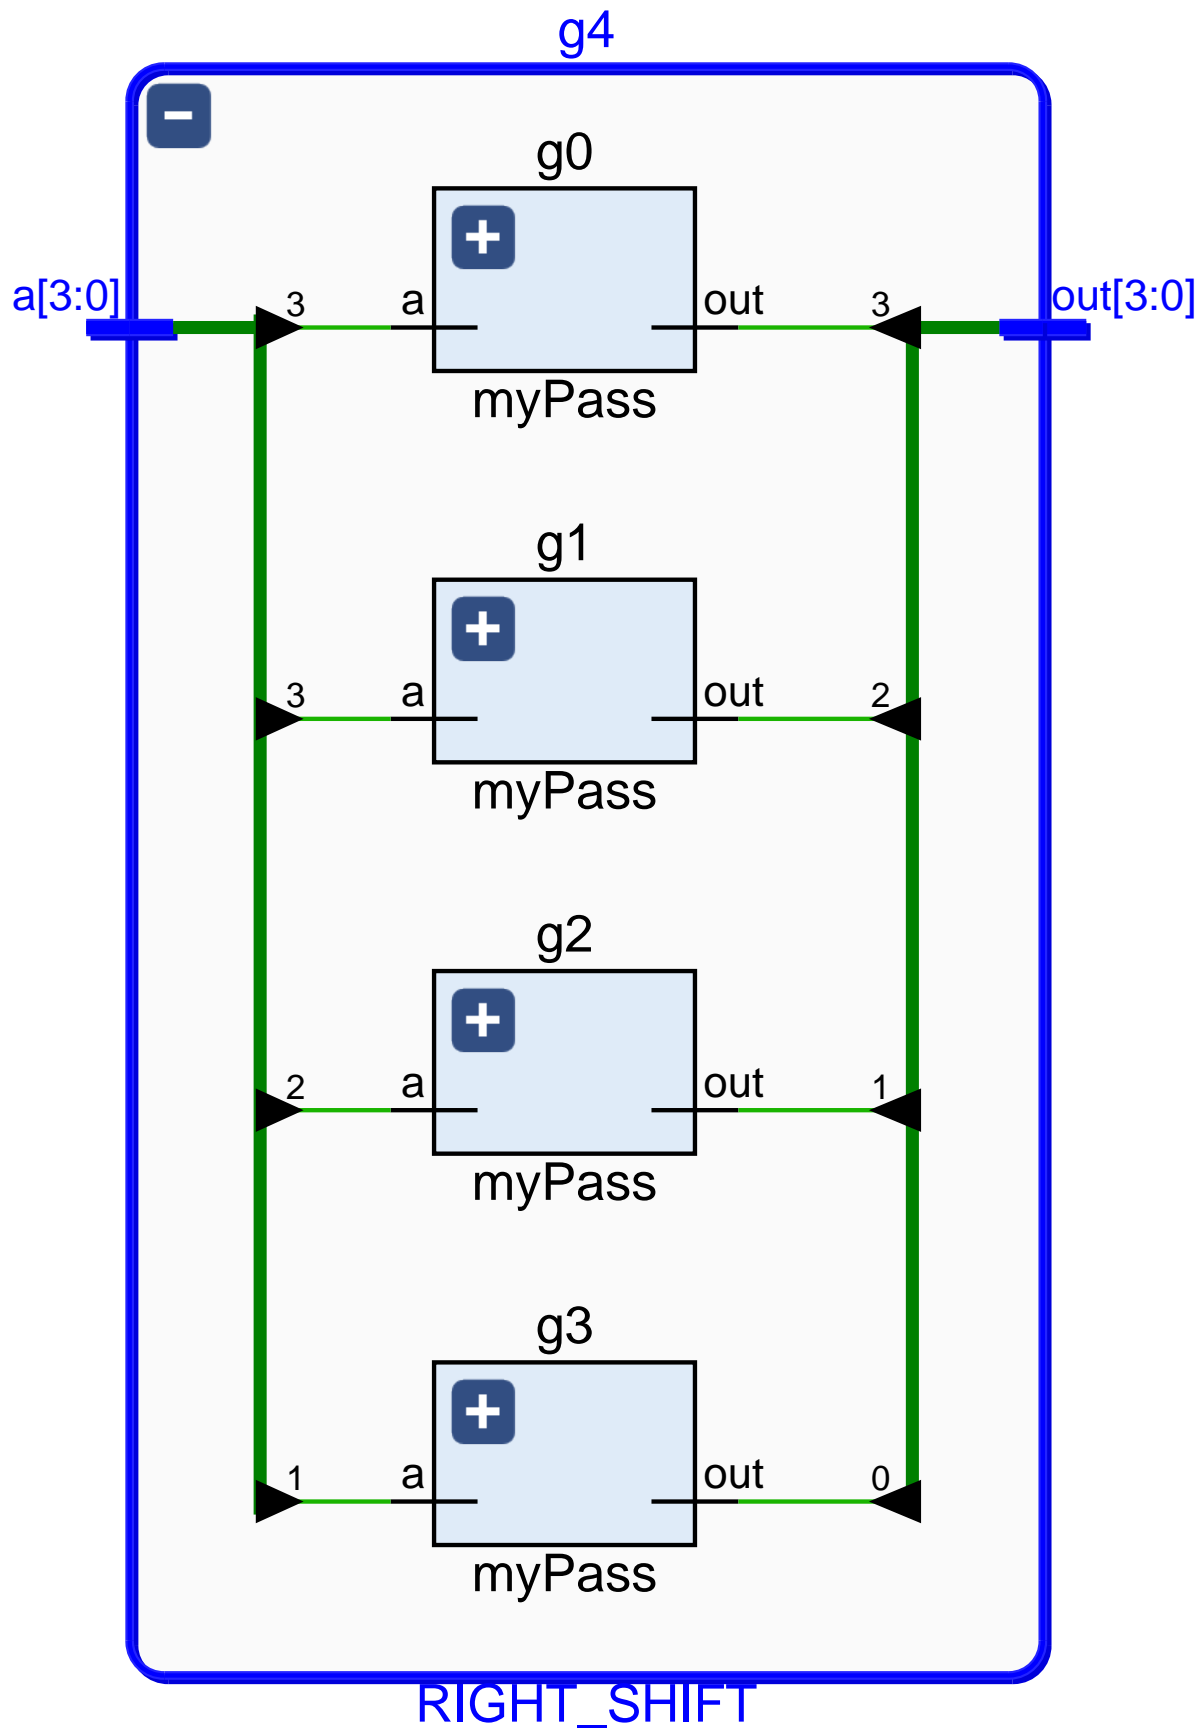 g4
g0
a[3:0] 3 a out 3 out[3:0]
myPass
g1
3 a out 2
myPass
g2
2 a out 1
myPass
g3
1 a out 0
myPass
RIGHT_SHIFT